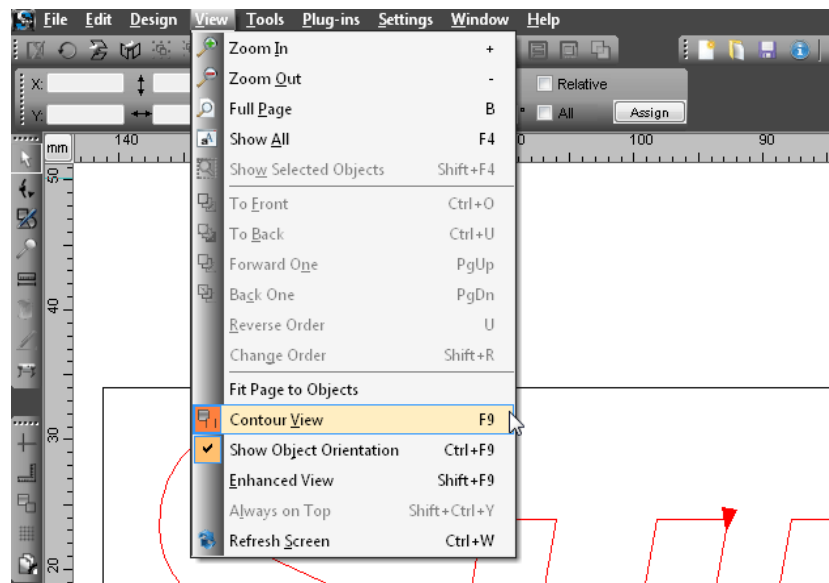 File Edit Design View Tools Plug-ins Settings Window Help
Zoom In +
Zoom Out -
Full Page B
Show All F4
Show Selected Objects Shift+F4
To Front Ctrl+O
To Back Ctrl+U
Forward One PgUp
Back One PgDn
Reverse Order U
Change Order Shift+R
Fit Page to Objects
Contour View F9
Show Object Orientation Ctrl+F9
Enhanced View Shift+F9
Always on Top Shift+Ctrl+Y
Refresh Screen Ctrl+W
X: Relative
Y: ° All Assign
mm 140 0 100 90
50
40
30
20